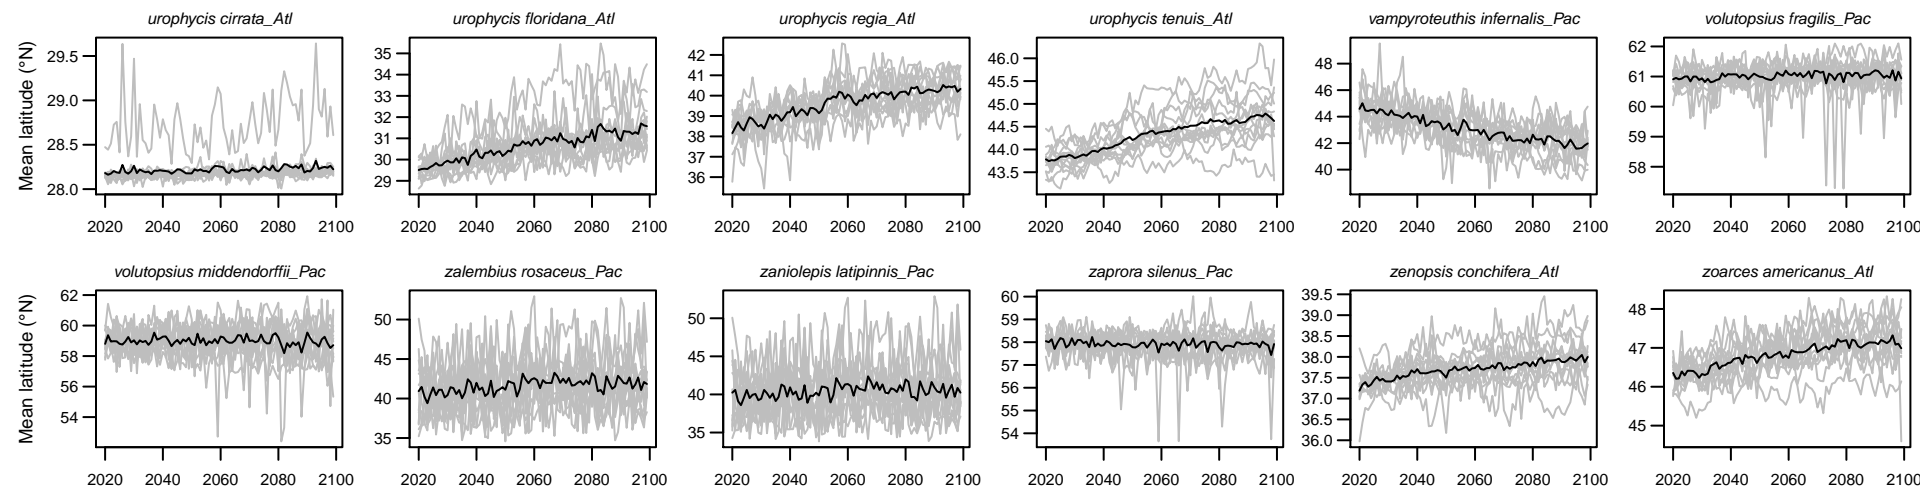 urophycis cirrata_Atl
urophycis floridana_Atl
urophycis regia_Atl
urophycis tenuis_Atl
vampyroteuthis infernalis_Pac
volutopsius fragilis_Pac
Mean latitude (°N)
29.5
29.0
28.5
28.0
35
34
33
32
31
30
29
42
41
40
39
38
37
36
46.0
45.5
45.0
44.5
44.0
43.5
48
46
44
42
40
62
61
60
59
58
2020 2040 2060 2080 2100
2020 2040 2060 2080 2100
2020 2040 2060 2080 2100
2020 2040 2060 2080 2100
2020 2040 2060 2080 2100
2020 2040 2060 2080 2100
volutopsius middendorffii_Pac
zalembius rosaceus_Pac
zaniolepis latipinnis_Pac
zaprora silenus_Pac
zenopsis conchifera_Atl
zoarces americanus_Atl
Mean latitude (°N)
62
60
58
56
54
50
45
40
35
50
45
40
35
60
59
58
57
56
55
54
39.5
39.0
38.5
38.0
37.5
37.0
36.5
36.0
48
47
46
45
2020 2040 2060 2080 2100
2020 2040 2060 2080 2100
2020 2040 2060 2080 2100
2020 2040 2060 2080 2100
2020 2040 2060 2080 2100
2020 2040 2060 2080 2100